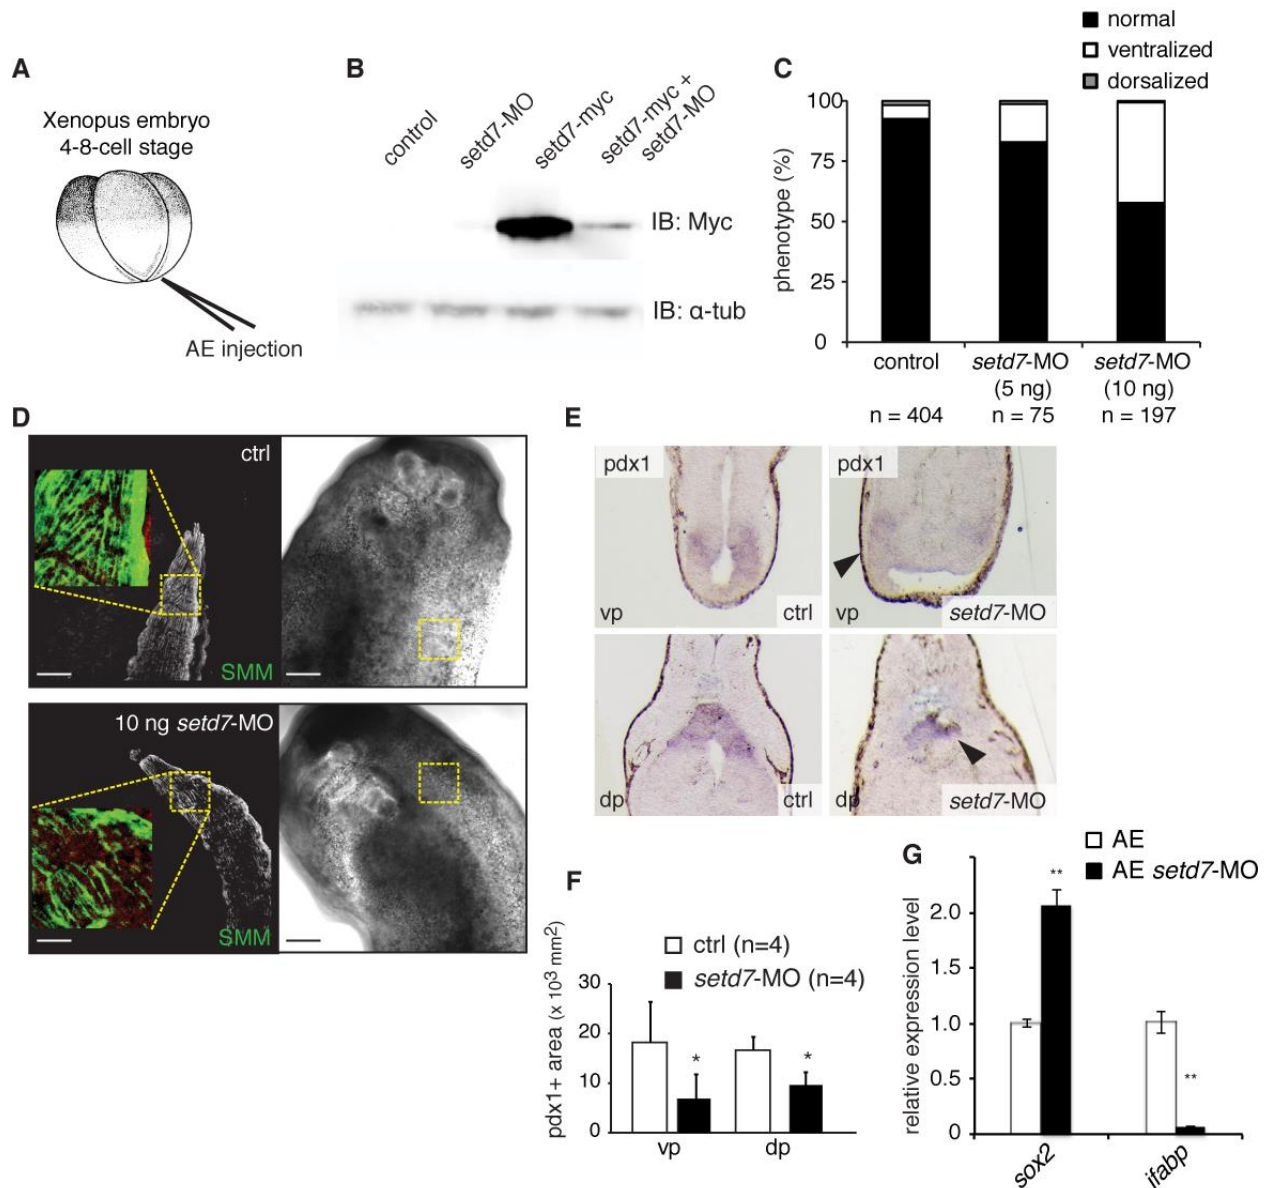 A
Xenopus embryo
4-8-cell stage
AE injection
B
control
setd7-MO
setd7-myc
setd7-myc +
setd7-MO
IB: Myc
IB: α-tub
C
normal
ventralized
dorsalized
phenotype (%)
100
75
50
25
0
control
setd7-MO
(5 ng)
setd7-MO
(10 ng)
n = 404
n = 75
n = 197
D
ctrl
SMM
10 ng setd7-MO
SMM
E
pdx1
vp
ctrl
pdx1
vp
setd7-MO
dp
ctrl
dp
setd7-MO
F
ctrl (n=4)
setd7-MO (n=4)
pdx1+ area (x 10³ mm²)
30
20
10
0
*
*
vp
dp
G
AE
AE setd7-MO
relative expression level
2.0
1.5
1.0
0.5
0
**
**
sox2
ifabp